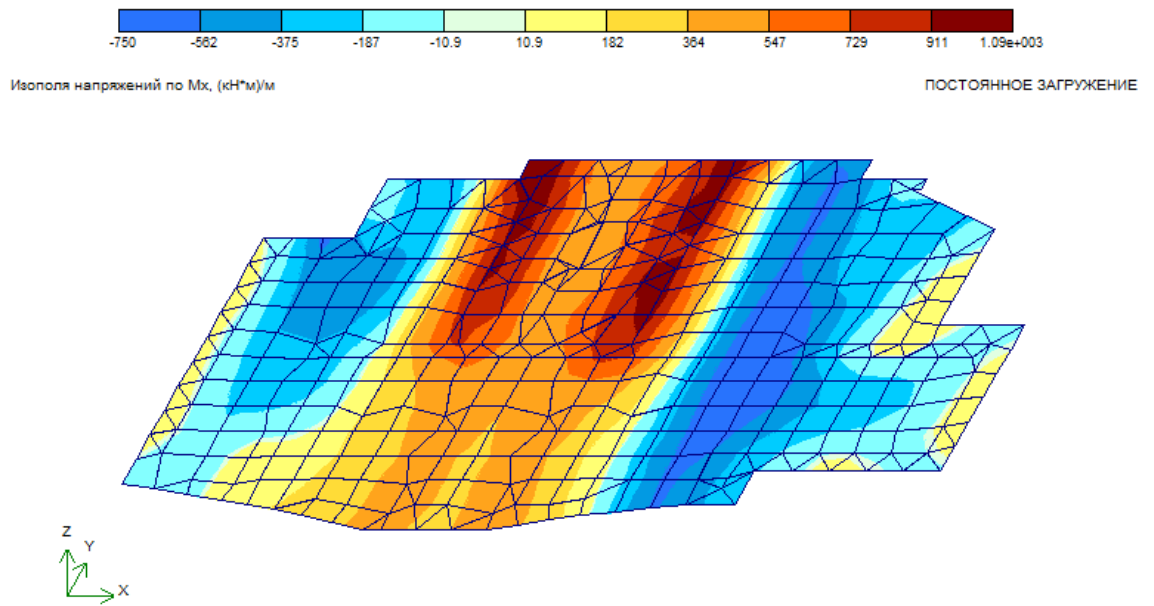 -750 -562 -375 -187 -10.9 10.9 182 364 547 729 911 1.09e+003
Изополя напряжений по Mx, (кН*м)/м ПОСТОЯННОЕ ЗАГРУЖЕНИЕ
Z
Y
X